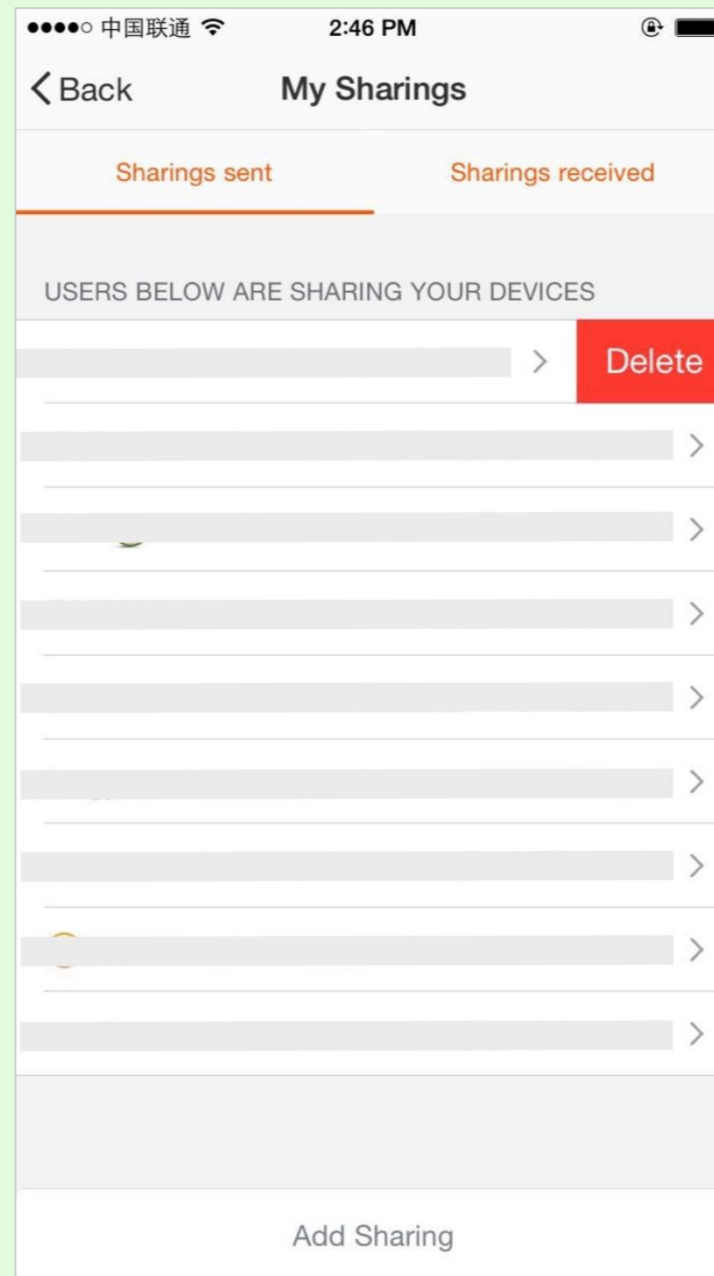 中国联通 2:46 PM
Back My Sharings
Sharings sent Sharings received
USERS BELOW ARE SHARING YOUR DEVICES
Delete
Add Sharing